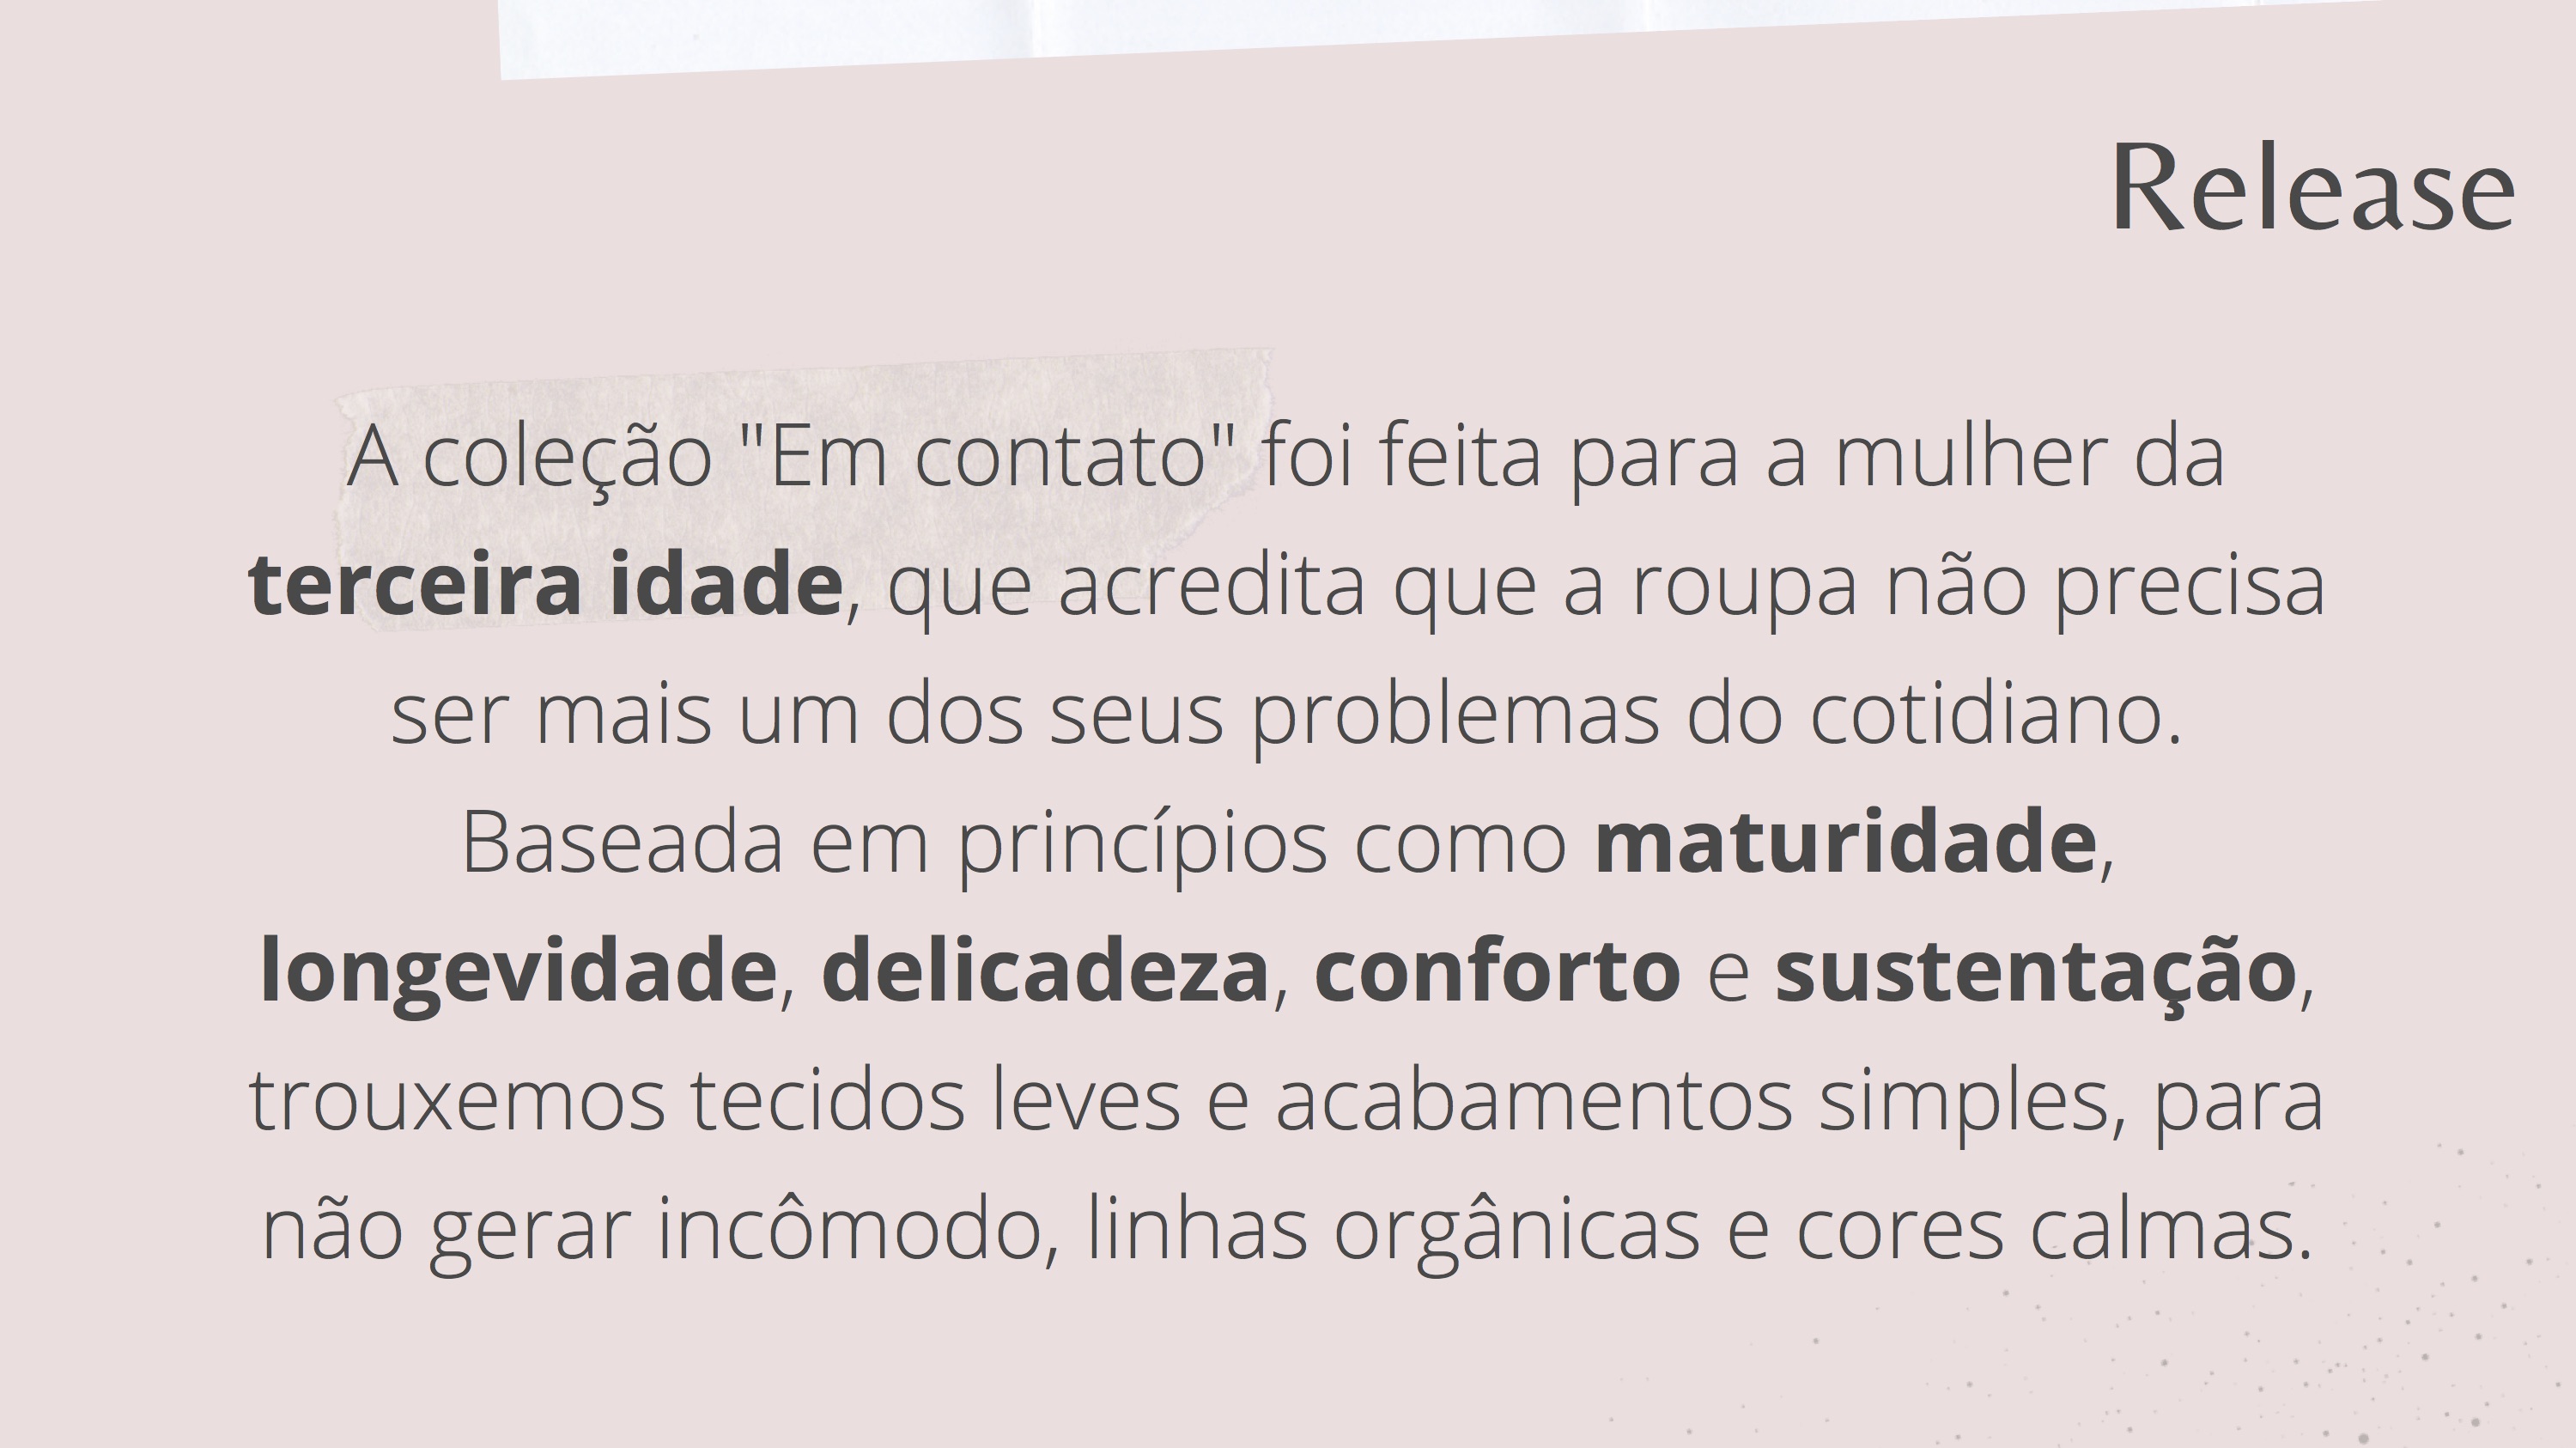 Release
A coleção "Em contato" foi feita para a mulher da
terceira idade, que acredita que a roupa não precisa
ser mais um dos seus problemas do cotidiano.
Baseada em princípios como maturidade,
longevidade, delicadeza, conforto e sustentação,
trouxemos tecidos leves e acabamentos simples, para
não gerar incômodo, linhas orgânicas e cores calmas.